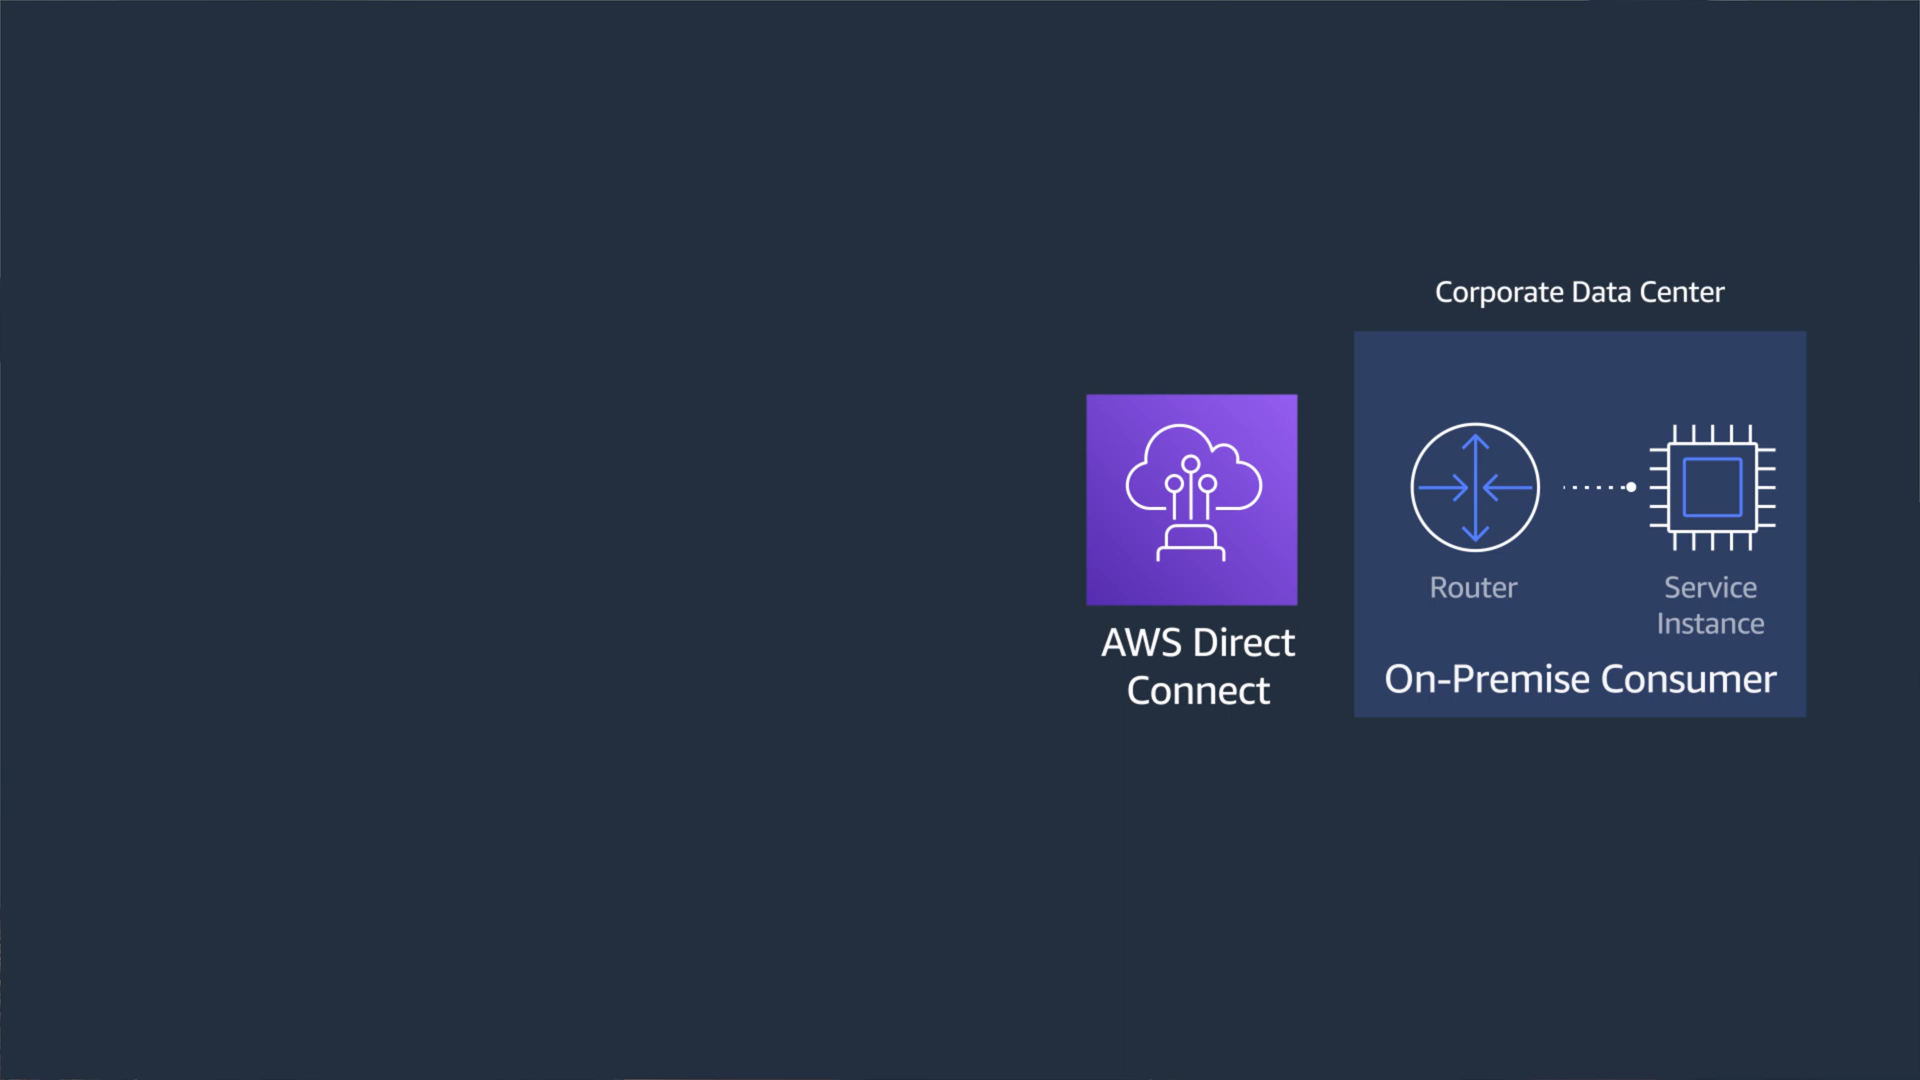 Corporate Data Center
AWS Direct
Connect
Router
Service
Instance
On-Premise Consumer